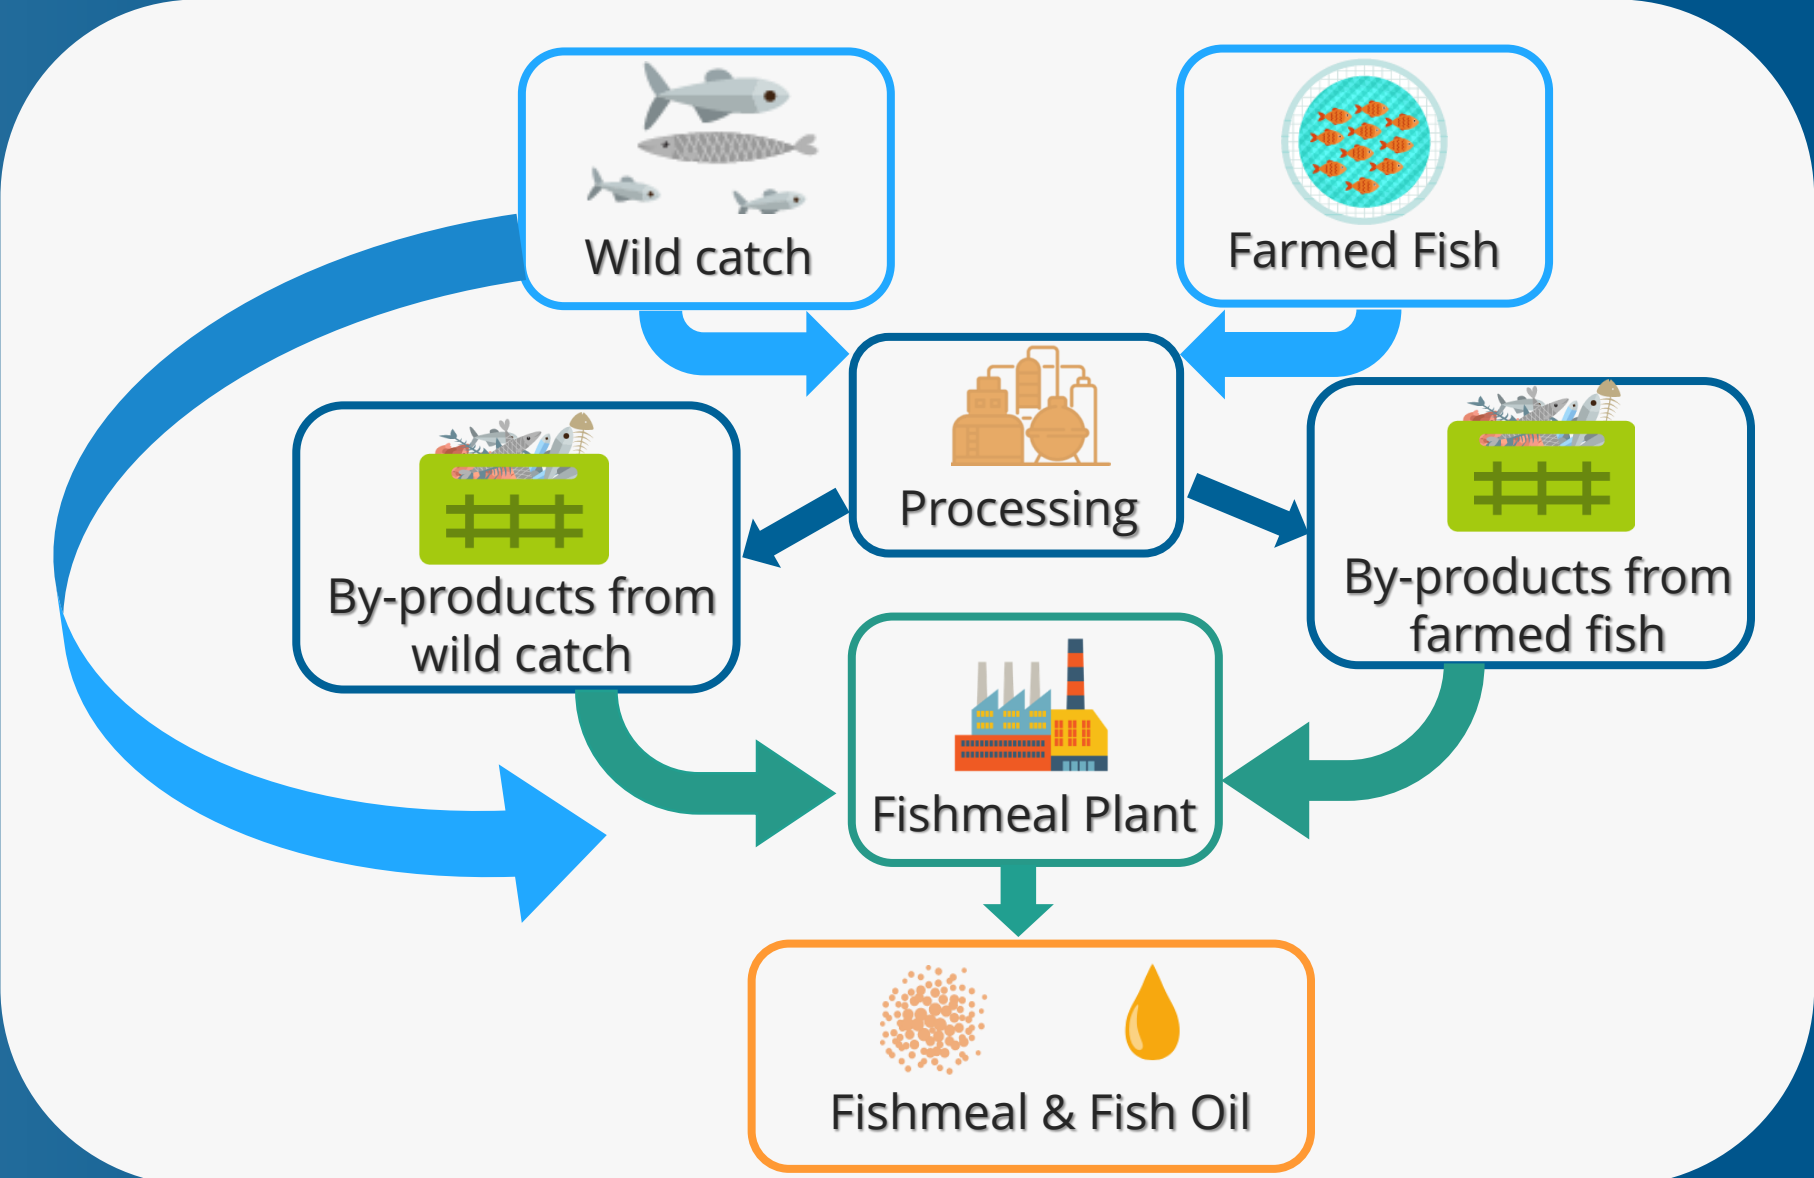 Wild catch
Farmed Fish
Processing
By-products from
wild catch
By-products from
farmed fish
Fishmeal Plant
Fishmeal & Fish Oil